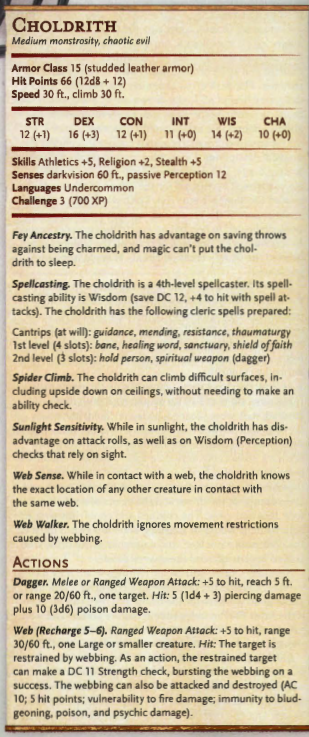 CHOLDRITH
Medium monstrosity, chaotic evil
Armor Class 15 (studded leather armor)
Hit Points 66 (12d8 + 12)
Speed 30 ft., climb 30 ft.
STR DEX CON INT WIS CHA
12 (+1) 16 (+3) 12 (+1) 11 (+0) 14 (+2) 10 (+0)
Skills Athletics +5, Religion +2, Stealth +5
Senses darkvision 60 ft., passive Perception 12
Languages Undercommon
Challenge 3 (700 XP)
Fey Ancestry. The choldrith has advantage on saving throws
against being charmed, and magic can't put the chol-
drith to sleep.
Spellcasting. The choldrith is a 4th-level spellcaster. Its spell-
casting ability is Wisdom (save DC 12, +4 to hit with spell at-
tacks). The choldrith has the following cleric spells prepared:
Cantrips (at will): guidance, mending, resistance, thaumaturgy
1st level (4 slots): bane, healing word, sanctuary, shield of faith
2nd level (3 slots): hold person, spiritual weapon (dagger)
Spider Climb. The choldrith can climb difficult surfaces, in-
cluding upside down on ceilings, without needing to make an
ability check.
Sunlight Sensitivity. While in sunlight, the choldrith has dis-
advantage on attack rolls, as well as on Wisdom (Perception)
checks that rely on sight.
Web Sense. While in contact with a web, the choldrith knows
the exact location of any other creature in contact with
the same web.
Web Walker. The choldrith ignores movement restrictions
caused by webbing.
ACTIONS
Dagger. Melee or Ranged Weapon Attack: +5 to hit, reach 5 ft.
or range 20/60 ft., one target. Hit: 5 (1d4 + 3) piercing damage
plus 10 (3d6) poison damage.
Web (Recharge 5–6). Ranged Weapon Attack: +5 to hit, range
30/60 ft., one Large or smaller creature. Hit: The target is
restrained by webbing. As an action, the restrained target
can make a DC 11 Strength check, bursting the webbing on a
success. The webbing can also be attacked and destroyed (AC
10; 5 hit points; vulnerability to fire damage; immunity to blud-
geoning, poison, and psychic damage).